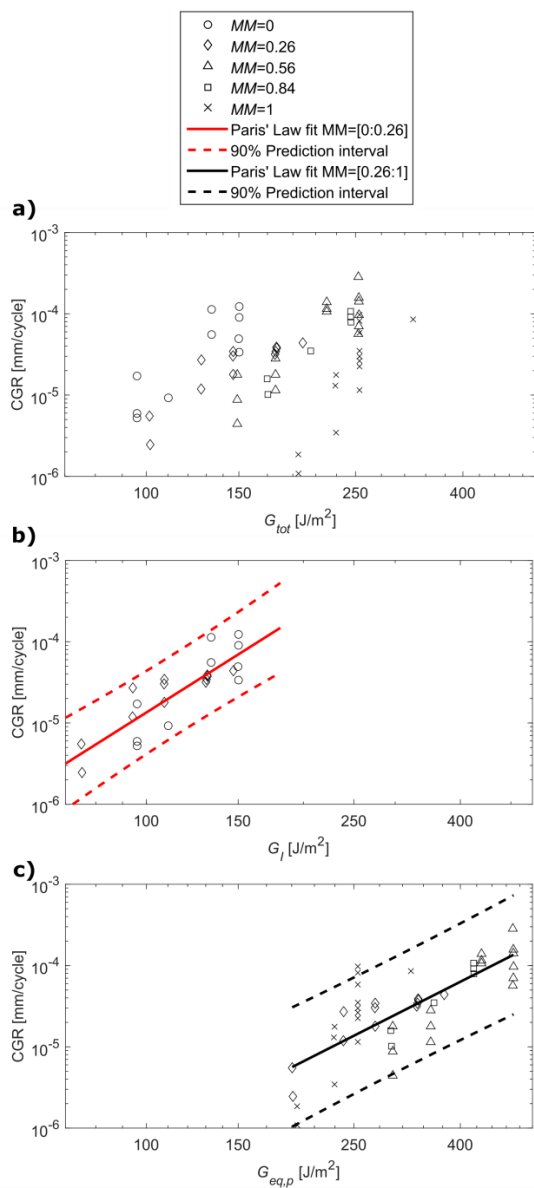 MM=0
MM=0.26
MM=0.56
MM=0.84
MM=1
Paris' Law fit MM=[0:0.26]
90% Prediction interval
Paris' Law fit MM=[0.26:1]
90% Prediction interval
a)
10^-3
10^-4
10^-5
10^-6
CGR [mm/cycle]
100 150 250 400
G_tot [J/m^2]
b)
10^-3
10^-4
10^-5
10^-6
CGR [mm/cycle]
100 150 250 400
G_I [J/m^2]
c)
10^-3
10^-4
10^-5
10^-6
CGR [mm/cycle]
100 150 250 400
G_eq,p [J/m^2]